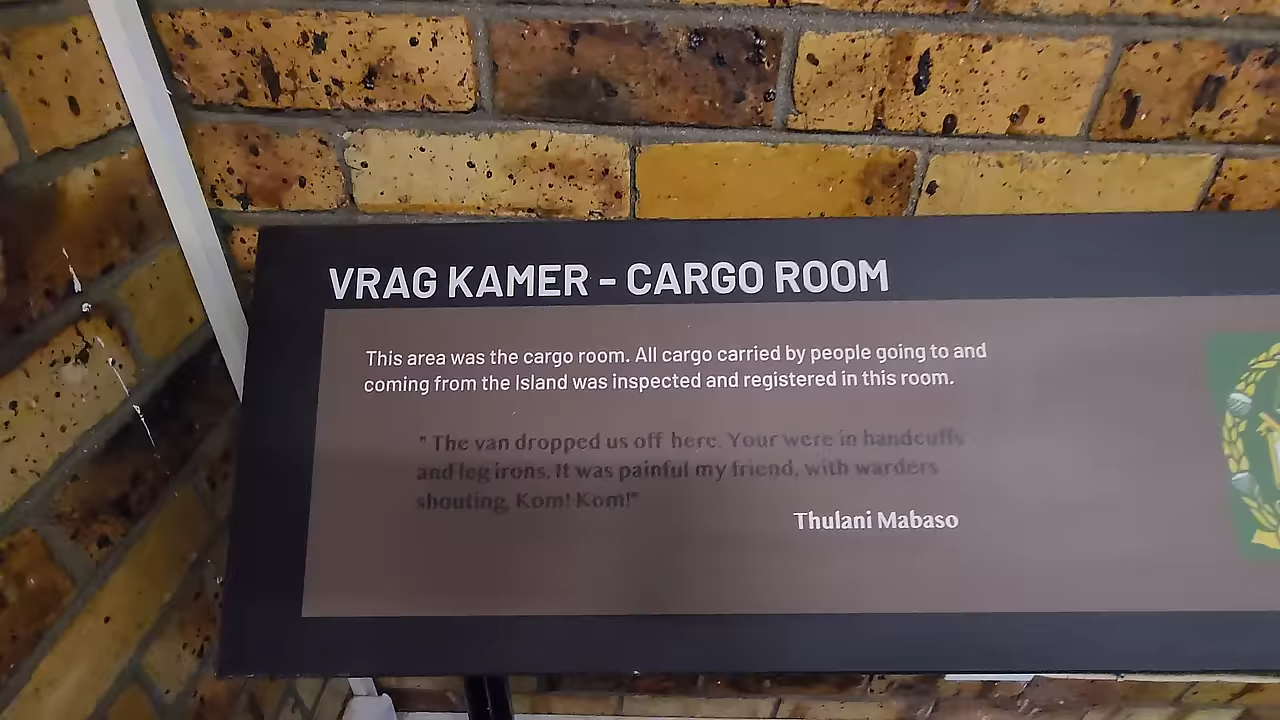 VRAG KAMER – CARGO ROOM
This area was the cargo room. All cargo carried by people going to and
coming from the Island was inspected and registered in this room.
" The van dropped us off here. Your were in handcuffs
and leg irons. It was painful my friend, with warders
shouting, Kom! Kom!"
Thulani Mabaso